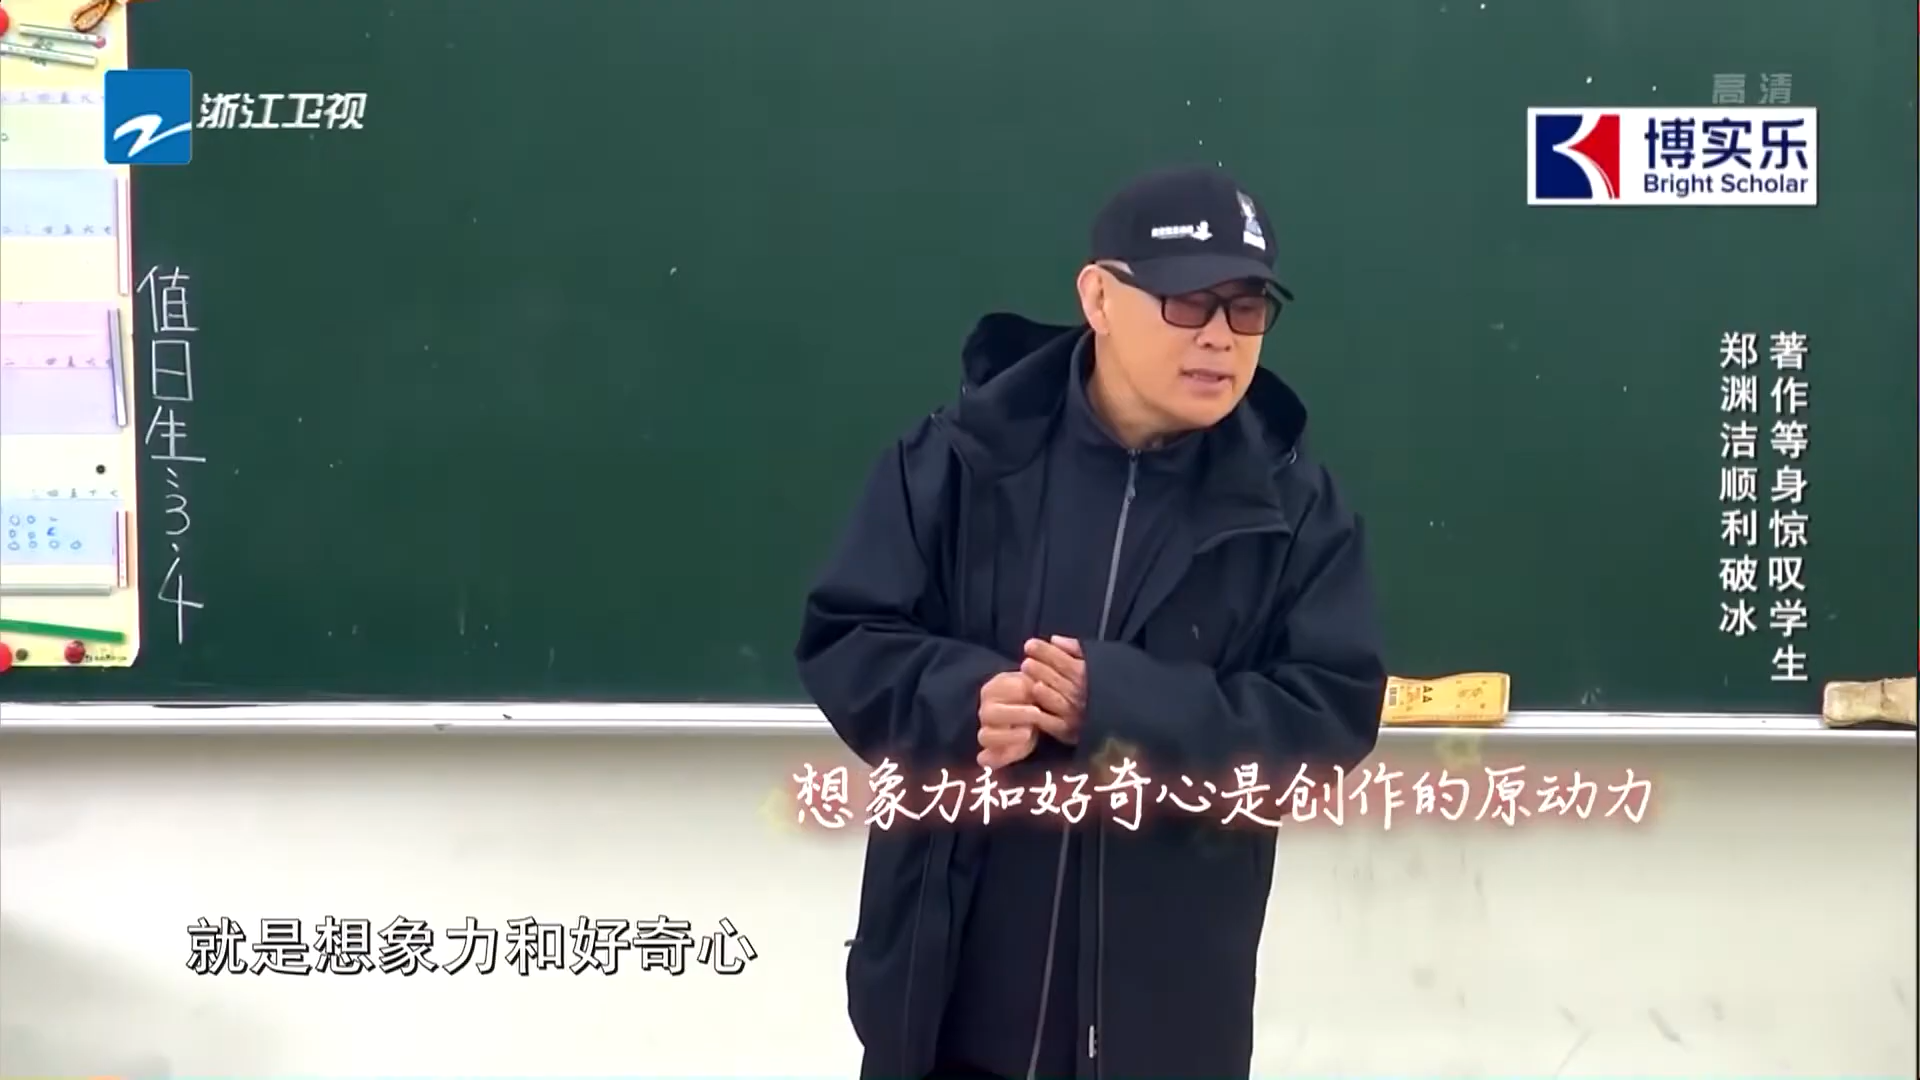 浙江卫视
高清
博实乐
Bright Scholar
值日生:3、4
著作等身惊叹学生
郑渊洁顺利破冰
想象力和好奇心是创作的原动力
就是想象力和好奇心